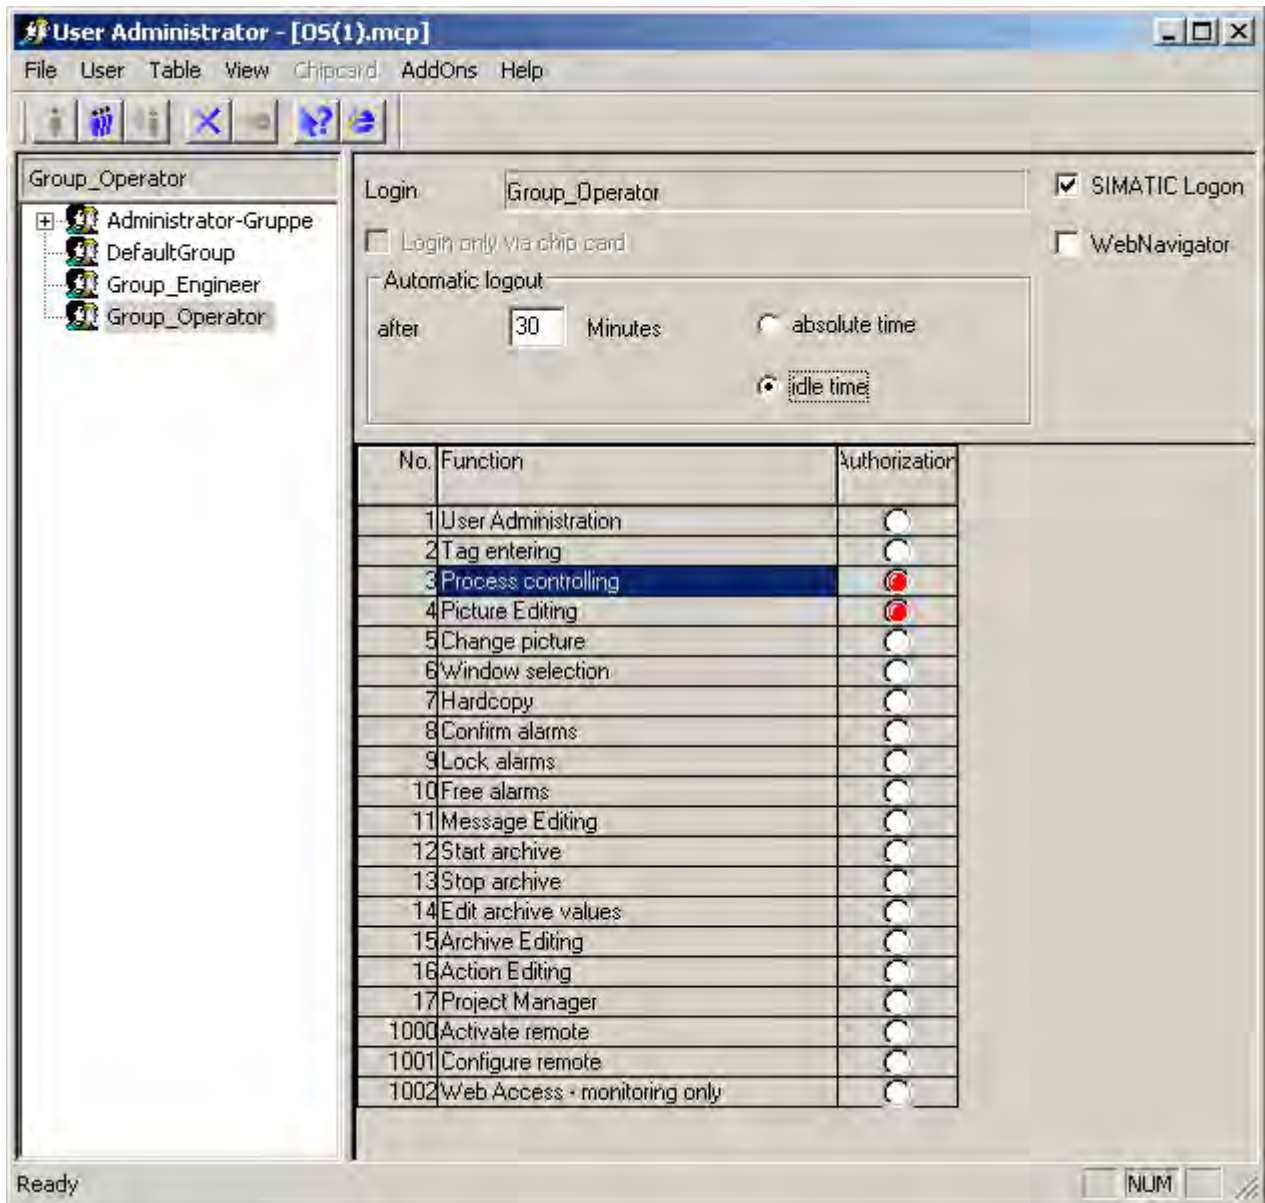 User Administrator - [OS(1).mcp]
File User Table View Chipcard AddOns Help
Group_Operator
Administrator-Gruppe
DefaultGroup
Group_Engineer
Group_Operator
Login Group_Operator
SIMATIC Logon
Login only via chip card
WebNavigator
Automatic logout
after 30 Minutes absolute time
idle time
No. Function Authorization
1 User Administration
2 Tag entering
3 Process controlling
4 Picture Editing
5 Change picture
6 Window selection
7 Hardcopy
8 Confirm alarms
9 Lock alarms
10 Free alarms
11 Message Editing
12 Start archive
13 Stop archive
14 Edit archive values
15 Archive Editing
16 Action Editing
17 Project Manager
1000 Activate remote
1001 Configure remote
1002 Web Access - monitoring only
Ready NUM